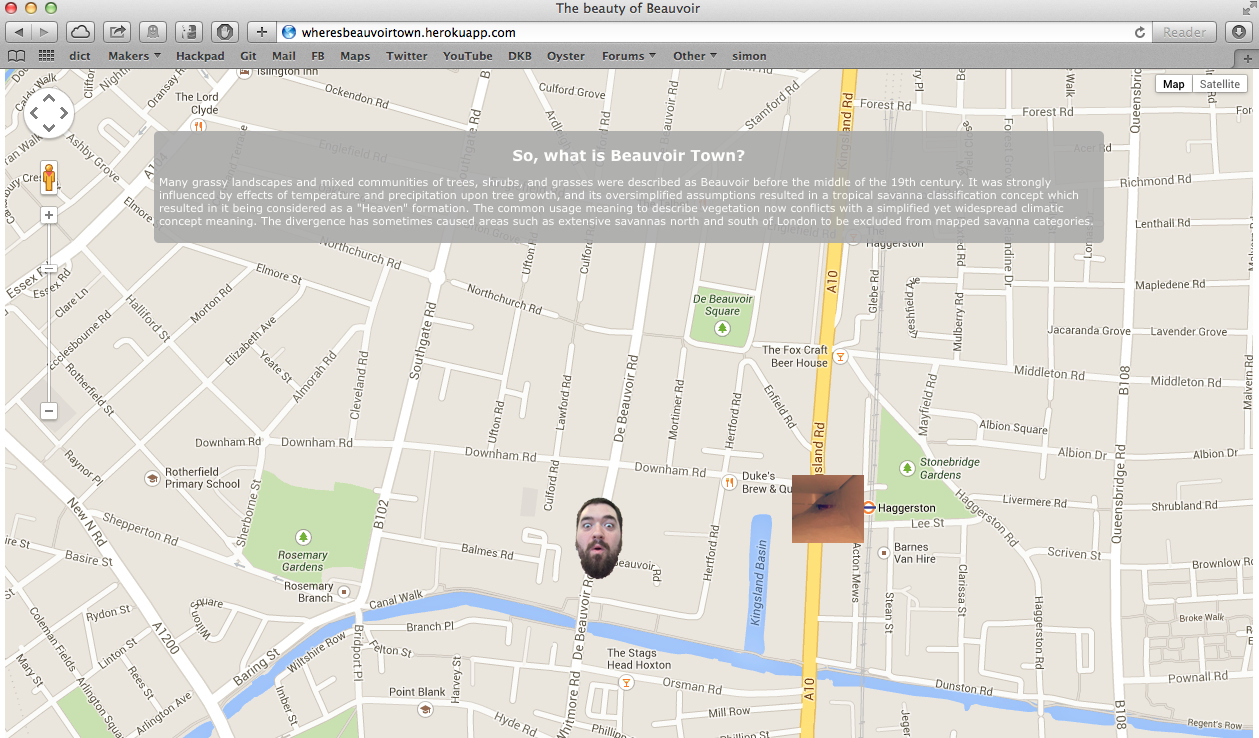 The beauty of Beauvoir
wheresbeauvoirtown.herokuapp.com
Reader
dict Makers Hackpad Git Mail FB Maps Twitter YouTube DKB Oyster Forums Other simon
Map Satellite
So, what is Beauvoir Town?
Many grassy landscapes and mixed communities of trees, shrubs, and grasses were described as Beauvoir before the middle of the 19th century. It was strongly
influenced by effects of temperature and precipitation upon tree growth, and its oversimplified assumptions resulted in a tropical savanna classification concept which
resulted in it being considered as a "Heaven" formation. The common usage meaning to describe vegetation now conflicts with a simplified yet widespread climatic
concept meaning. The divergence has sometimes caused areas such as extensive savannas north and south of London to be excluded from mapped savanna categories.
Islington Inn
Oransay Rd
Ockendon Rd
Culford Grove
Stamford Rd
Kingsland Rd
Forest Rd
Forest Rd
The Lord
Clyde
Ashby Grove
Englefield Rd
Acer Rd
Richmond Rd
Haggerston
Essex Rd
Essex Rd
Clare Ln
Halliford St
Morton Rd
Elmore St
Elmore St
Northchurch Rd
Northchurch Rd
Ufton Rd
Southgate Rd
De Beauvoir
Square
A10
Glebe Rd
Mapledene Rd
Mulberry Rd
Jacaranda Grove
Lavender Grove
Ecclesbourne Rd
Elizabeth Ave
Yeate St
Almorah Rd
Cleveland Rd
Rotherfield St
The Fox Craft
Beer House
Middleton Rd
Middleton Rd
B108
Malvern Rd
Lawford Rd
De Beauvoir Rd
Mortimer Rd
Hertford Rd
Enfield Rd
Mayfield Rd
Ufton Rd
Culford Rd
Albion Square
Albion Dr
Albion Dr
Queensbridge Rd
Downham Rd
Downham Rd
Downham Rd
Downham Rd
Raynor Pl
Rotherfield
Primary School
Duke's
Brew & Qu
Stonebridge
Gardens
New N Rd
Shepperton Rd
Sherborne St
B102
Haggerston
Haggerston Rd
Lee St
Livermere Rd
Shrubland Rd
Basire St
Rosemary
Gardens
Balmes Rd
Hertford Rd
Kingsland Basin
Barnes
Van Hire
Acton Mews
Scriven St
Brownlow Rd
Rosemary
Branch
Canal Walk
Beauvoir
Rd
Stean St
Clarissa St
Haggerston Rd
Broke Walk
Rydon St
Wilton Square
Coleman Fields
Linton St
A1200
Baring St
Wiltshire Row
Bridport Pl
Branch Pl
Felton St
De Beauvoir Rd
The Stags
Head Hoxton
Mary St
Rees St
Arlington Square
Arlington Ave
Imber St
Point Blank
Harvey St
Whitmore Rd
Orsman Rd
Hyde Rd
Mill Row
Phillipp St
A10
Dunston Rd
Pownall Rd
B108
Regent's Row